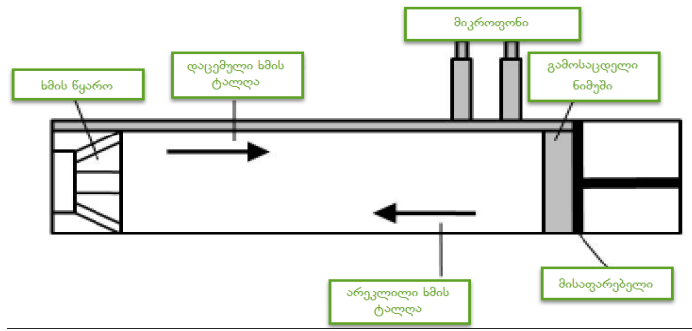 მიკროფონი
დაცემული ხმის
ტალღა
გამოსაცდელი
ნიმუში
ხმის წყარო
მისაფარებელი
არეკლილი ხმის
ტალღა